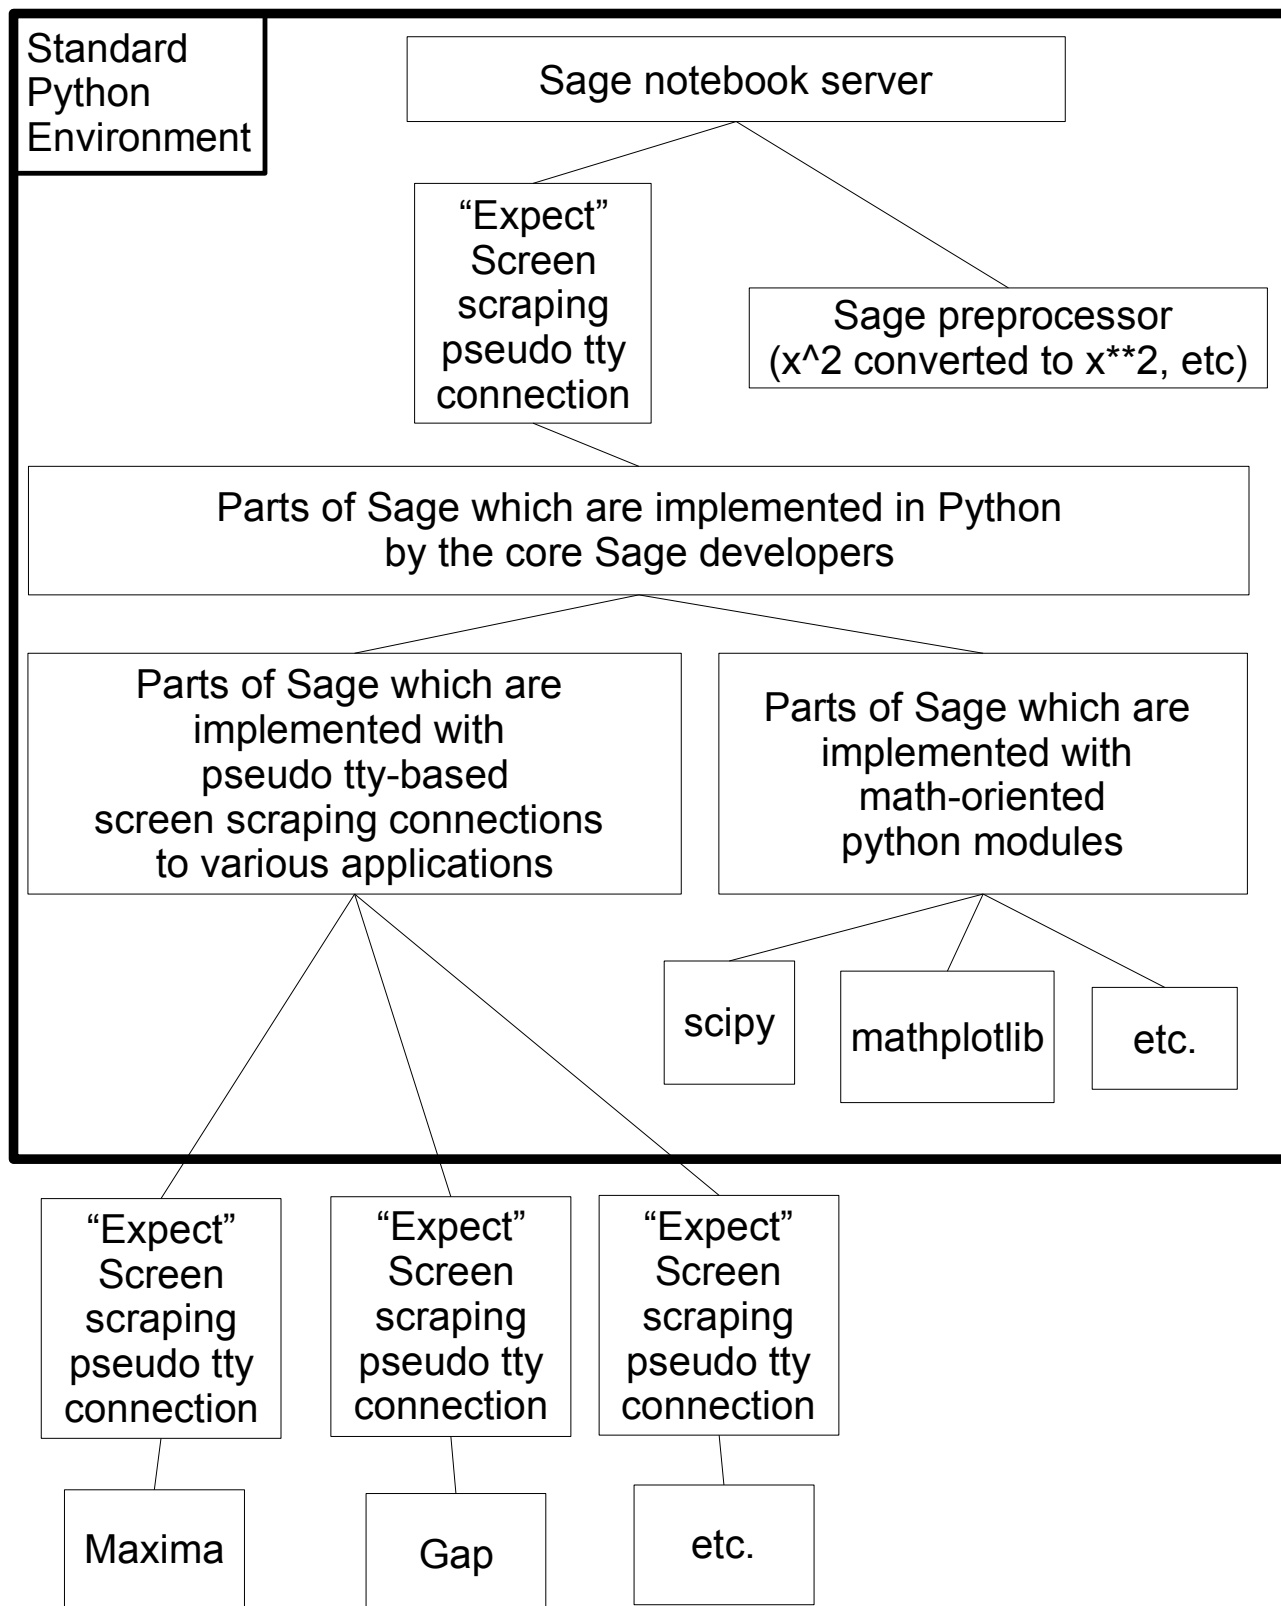 Standard
Python
Environment
Sage notebook server
“Expect”
Screen
scraping
pseudo tty
connection
Sage preprocessor
(x^2 converted to x**2, etc)
Parts of Sage which are implemented in Python
by the core Sage developers
Parts of Sage which are
implemented with
pseudo tty-based
screen scraping connections
to various applications
Parts of Sage which are
implemented with
math-oriented
python modules
scipy
mathplotlib
etc.
“Expect”
Screen
scraping
pseudo tty
connection
“Expect”
Screen
scraping
pseudo tty
connection
“Expect”
Screen
scraping
pseudo tty
connection
Maxima
Gap
etc.